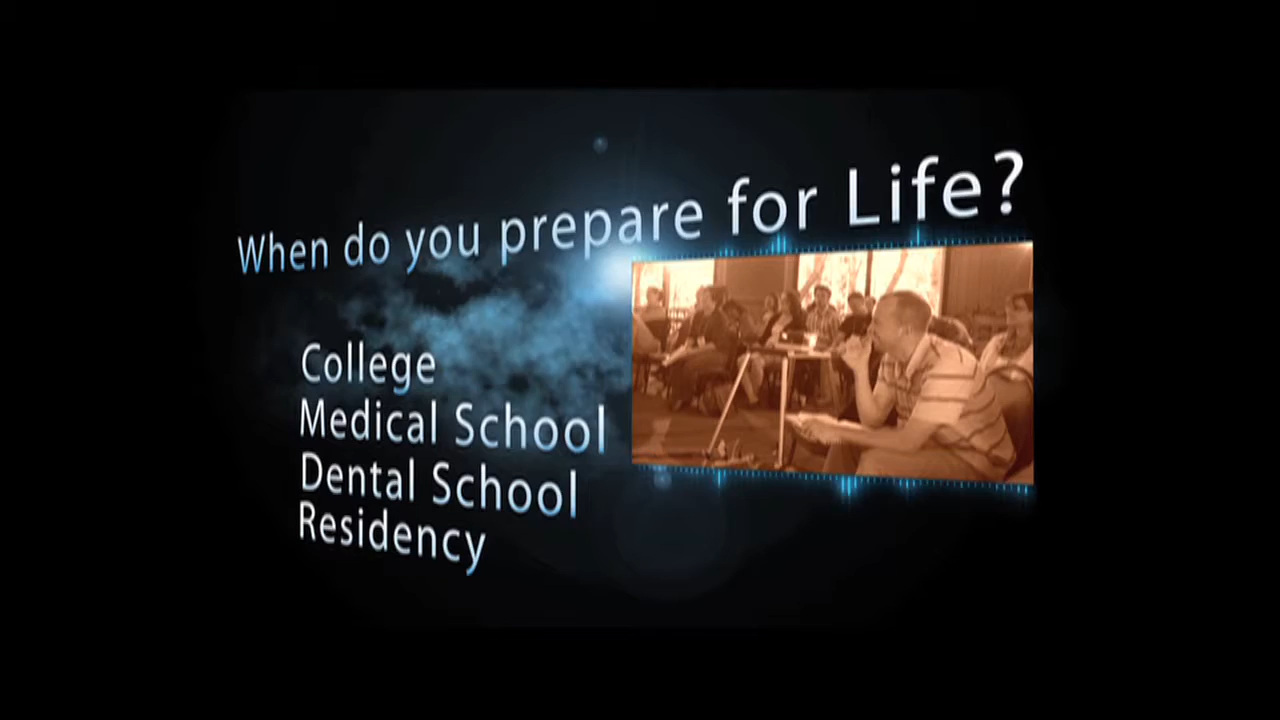 When do you prepare for Life?
College
Medical School
Dental School
Residency